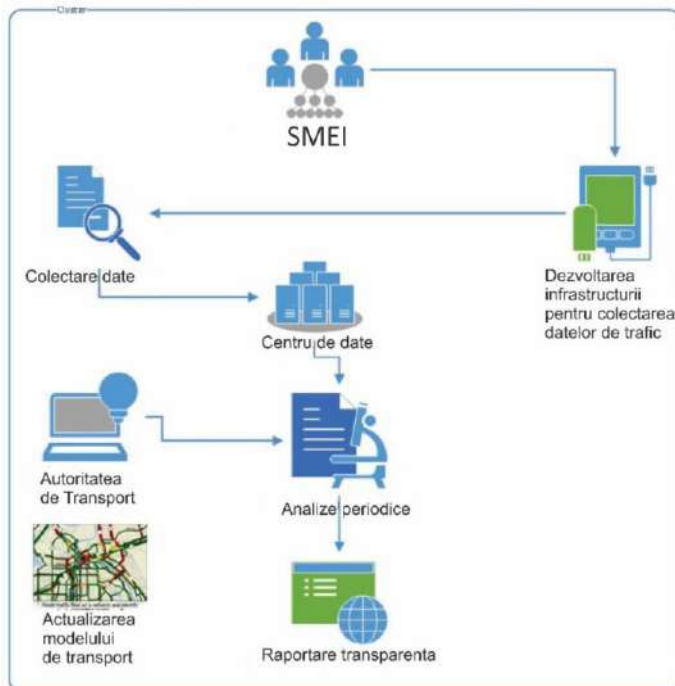 SMEI
Colectare date
Dezvoltarea
infrastructurii
pentru colectarea
datelor de trafic
Centru de date
Autoritatea
de Transport
Analize periodice
Actualizarea
modelului
de transport
Raportare transparenta